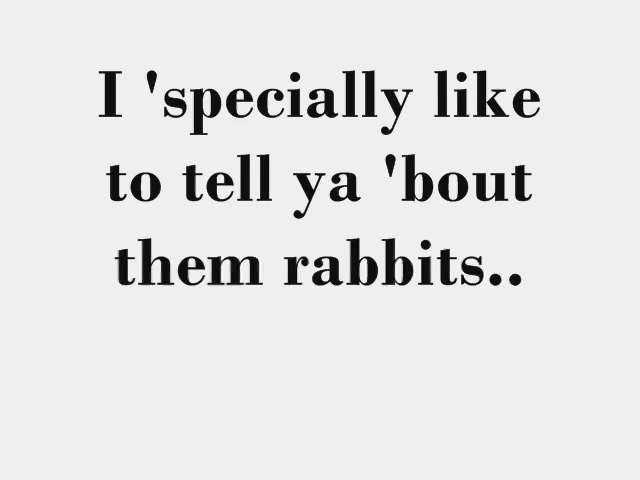 I 'specially like
to tell ya 'bout
them rabbits..